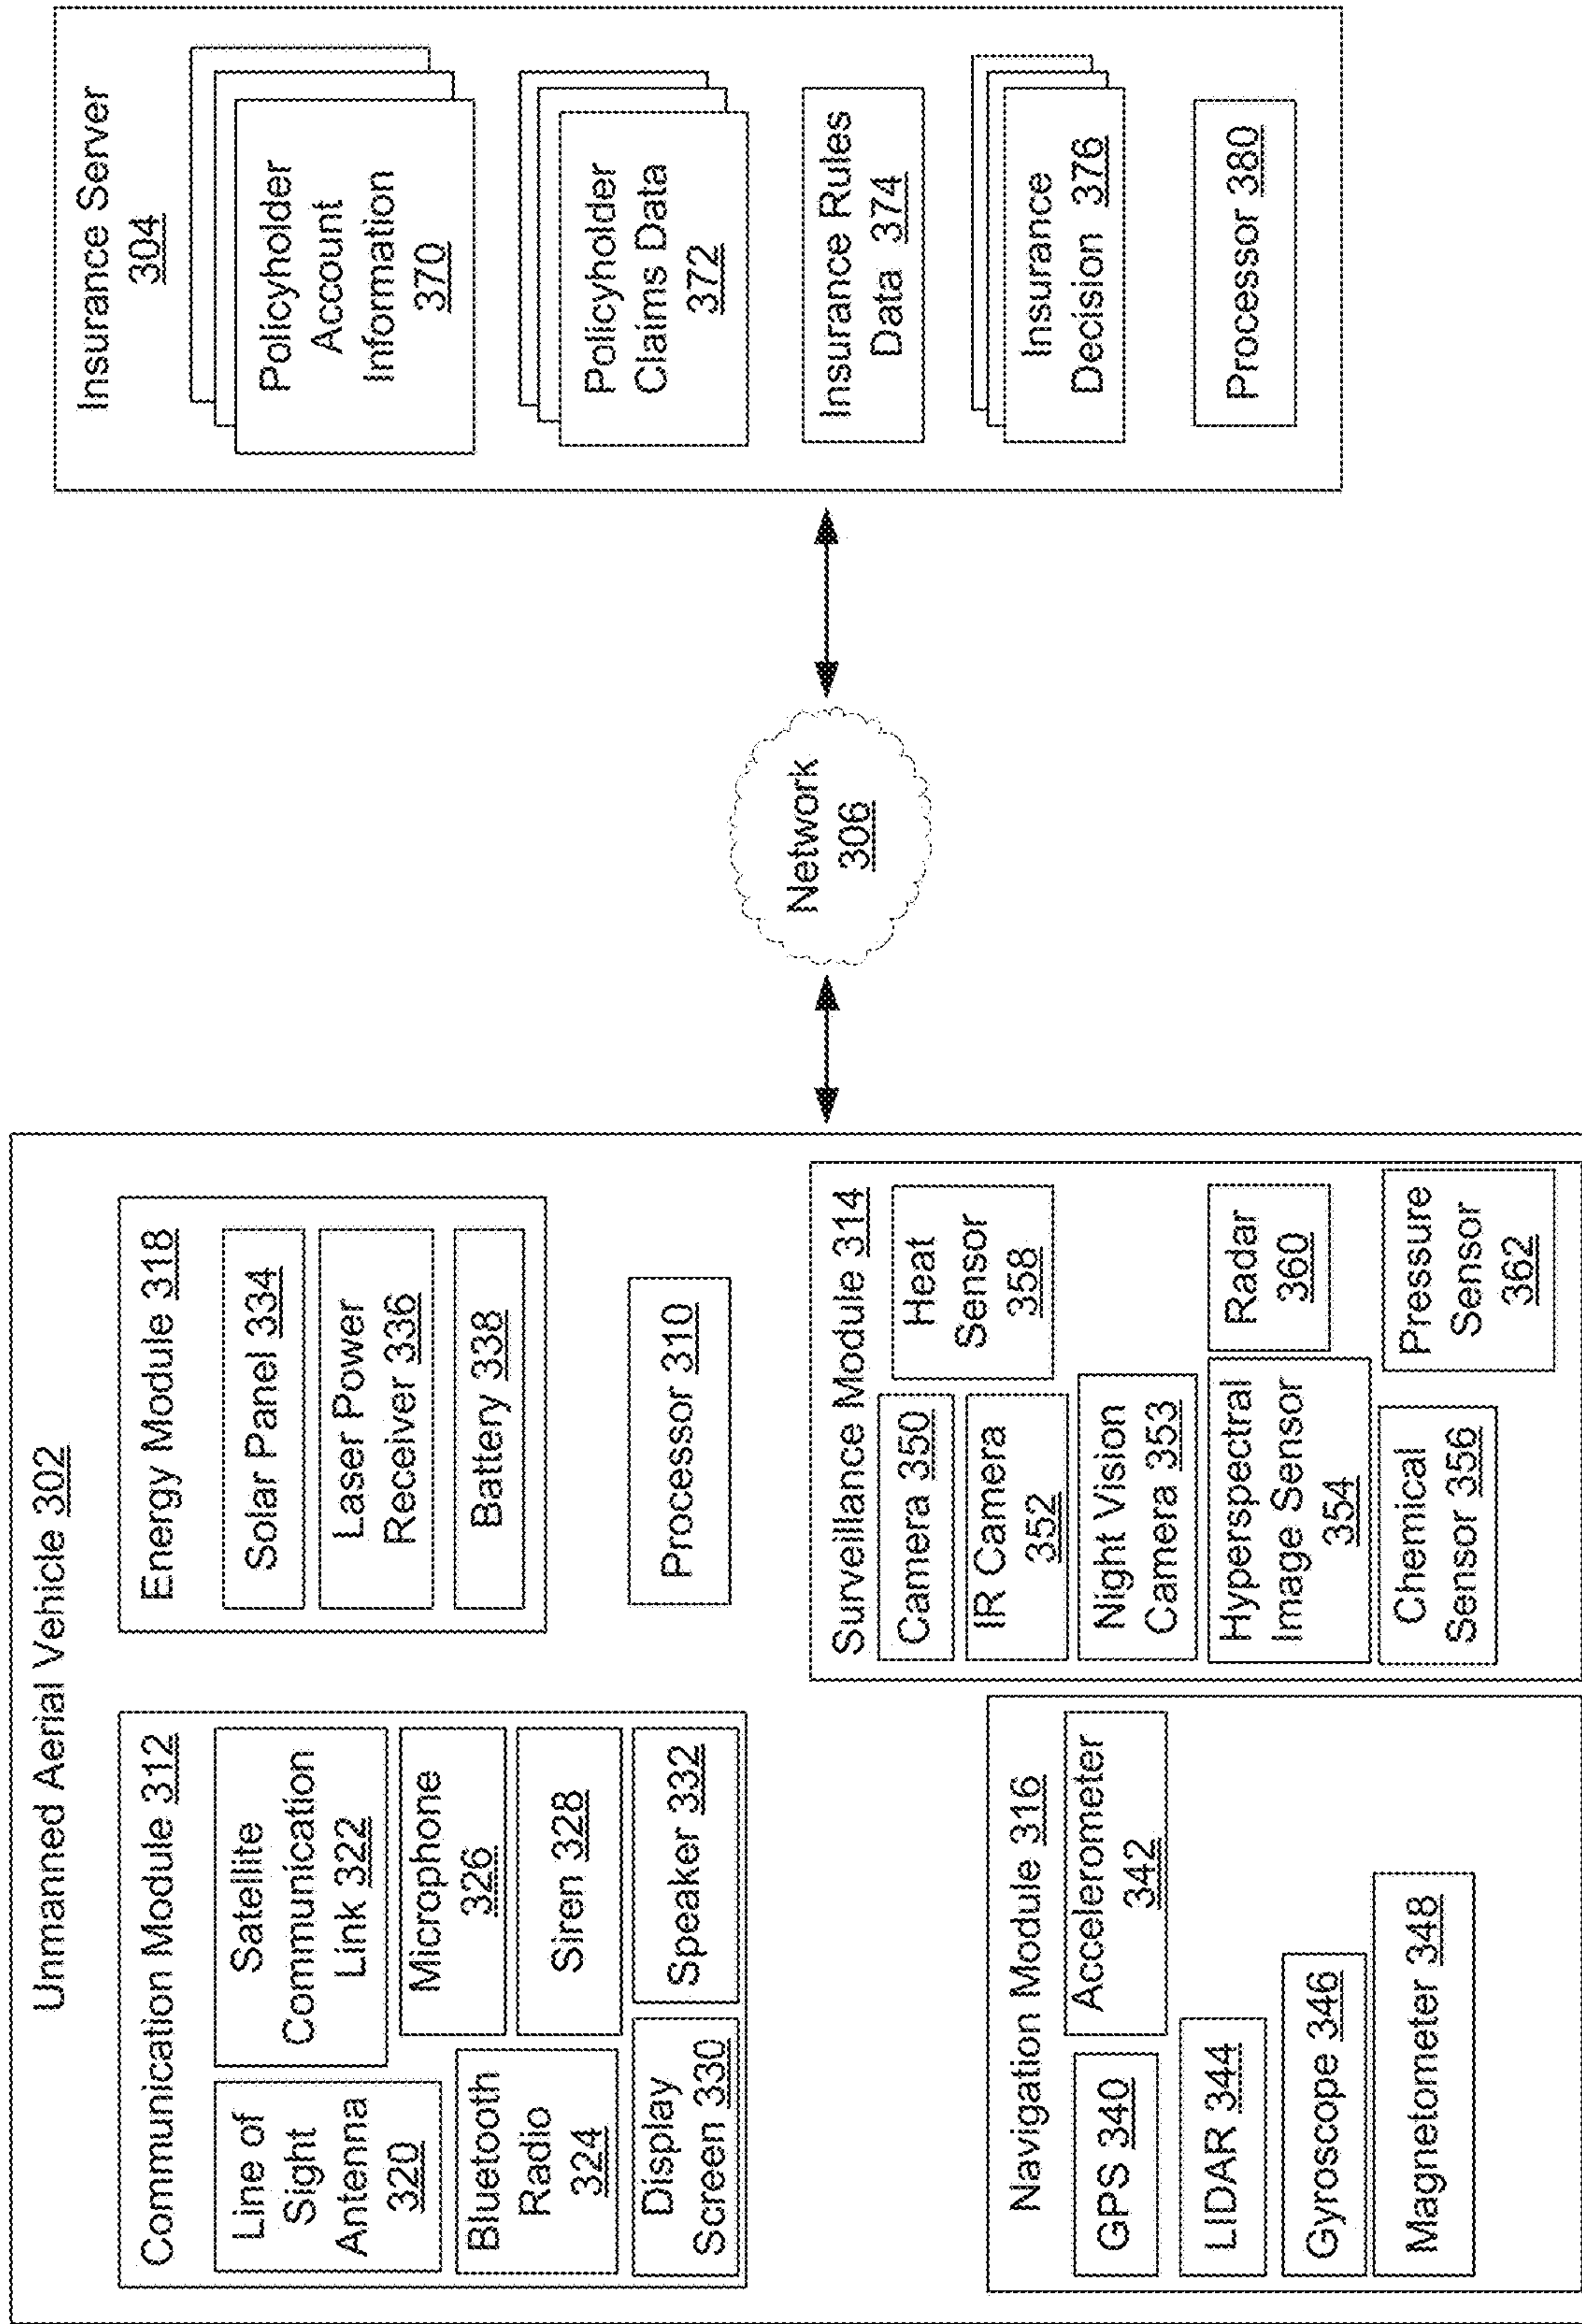 Unmanned Aerial Vehicle 302
Communication Module 312
Line of
Sight
Antenna
320
Satellite
Communication
Link 322
Bluetooth
Radio
324
Microphone
326
Siren 328
Display
Screen 330
Speaker 332
Energy Module 318
Solar Panel 334
Laser Power
Receiver 336
Battery 338
Processor 310
Navigation Module 316
GPS 340
Accelerometer
342
LIDAR 344
Gyroscope 346
Magnetometer 348
Surveillance Module 314
Camera 350
Heat
Sensor
358
IR Camera
352
Night Vision
Camera 353
Hyperspectral
Image Sensor
354
Radar
360
Chemical
Sensor 356
Pressure
Sensor
362
Network
306
Insurance Server
304
Policyholder
Account
Information
370
Policyholder
Claims Data
372
Insurance Rules
Data 374
Insurance
Decision 376
Processor 380